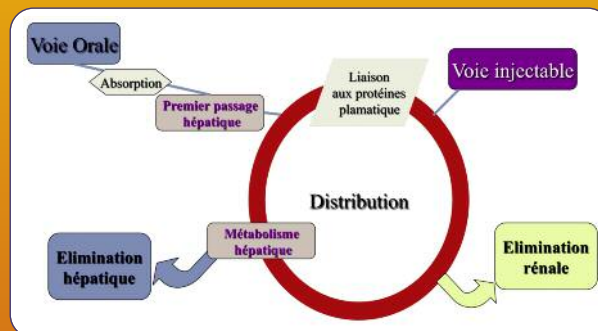 Voie Orale
Absorption
Premier passage
hépatique
Liaison
aux protéines
plamatique
Voie injectable
Distribution
Métabolisme
hépatique
Elimination
hépatique
Elimination
rénale